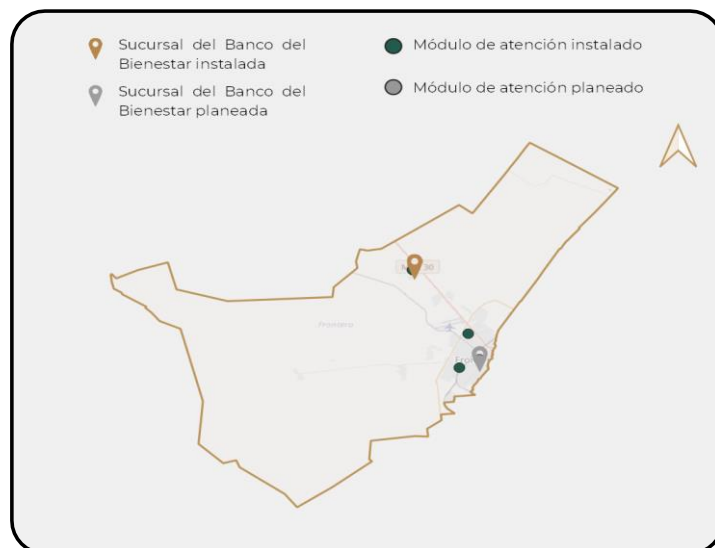 Sucursal del Banco del
Bienestar instalada
Sucursal del Banco del
Bienestar planeada
Módulo de atención instalado
Módulo de atención planeado
30
Frontera